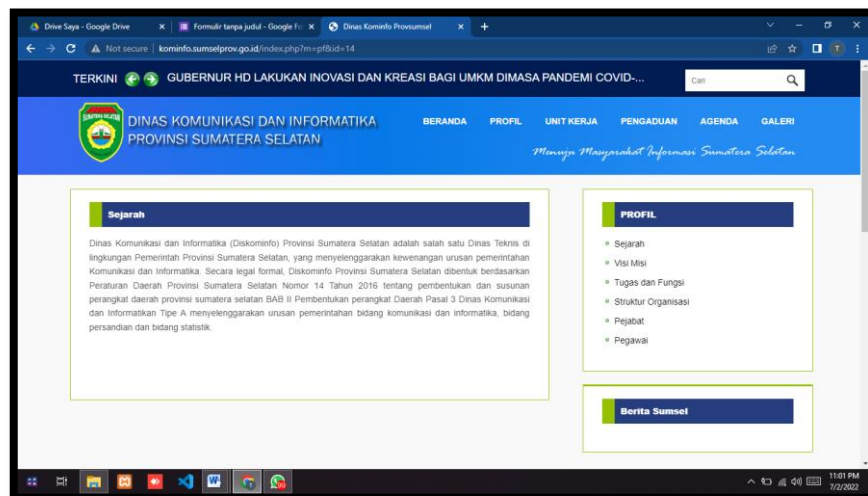 Drive Saya - Google Drive
Formulir tanpa judul - Google Fo
Dinas Kominfo Provsumsel
Not secure
kominfo.sumselprov.go.id/index.php?m=pf&id=14
TERKINI
GUBERNUR HD LAKUKAN INOVASI DAN KREASI BAGI UMKM DIMASA PANDEMI COVID-...
Cari
DINAS KOMUNIKASI DAN INFORMATIKA
PROVINSI SUMATERA SELATAN
SUMATERA SELATAN
BERANDA PROFIL UNIT KERJA PENGADUAN AGENDA GALERI
Menuju Masyarakat Informasi Sumatera Selatan
Sejarah
Dinas Komunikasi dan Informatika (Diskominfo) Provinsi Sumatera Selatan adalah salah satu Dinas Teknis di
lingkungan Pemerintah Provinsi Sumatera Selatan, yang menyelenggarakan kewenangan urusan pemerintahan
Komunikasi dan Informatika. Secara legal formal, Diskominfo Provinsi Sumatera Selatan dibentuk berdasarkan
Peraturan Daerah Provinsi Sumatera Selatan Nomor 14 Tahun 2016 tentang pembentukan dan susunan
perangkat daerah provinsi sumatera selatan BAB II Pembentukan perangkat Daerah Pasal 3 Dinas Komunikasi
dan Informatikan Tipe A menyelenggarakan urusan pemerintahan bidang komunikasi dan informatika, bidang
persandian dan bidang statistik.
PROFIL
Sejarah
Visi Misi
Tugas dan Fungsi
Struktur Organisasi
Pejabat
Pegawai
Berita Sumsel
11:01 PM
7/2/2022